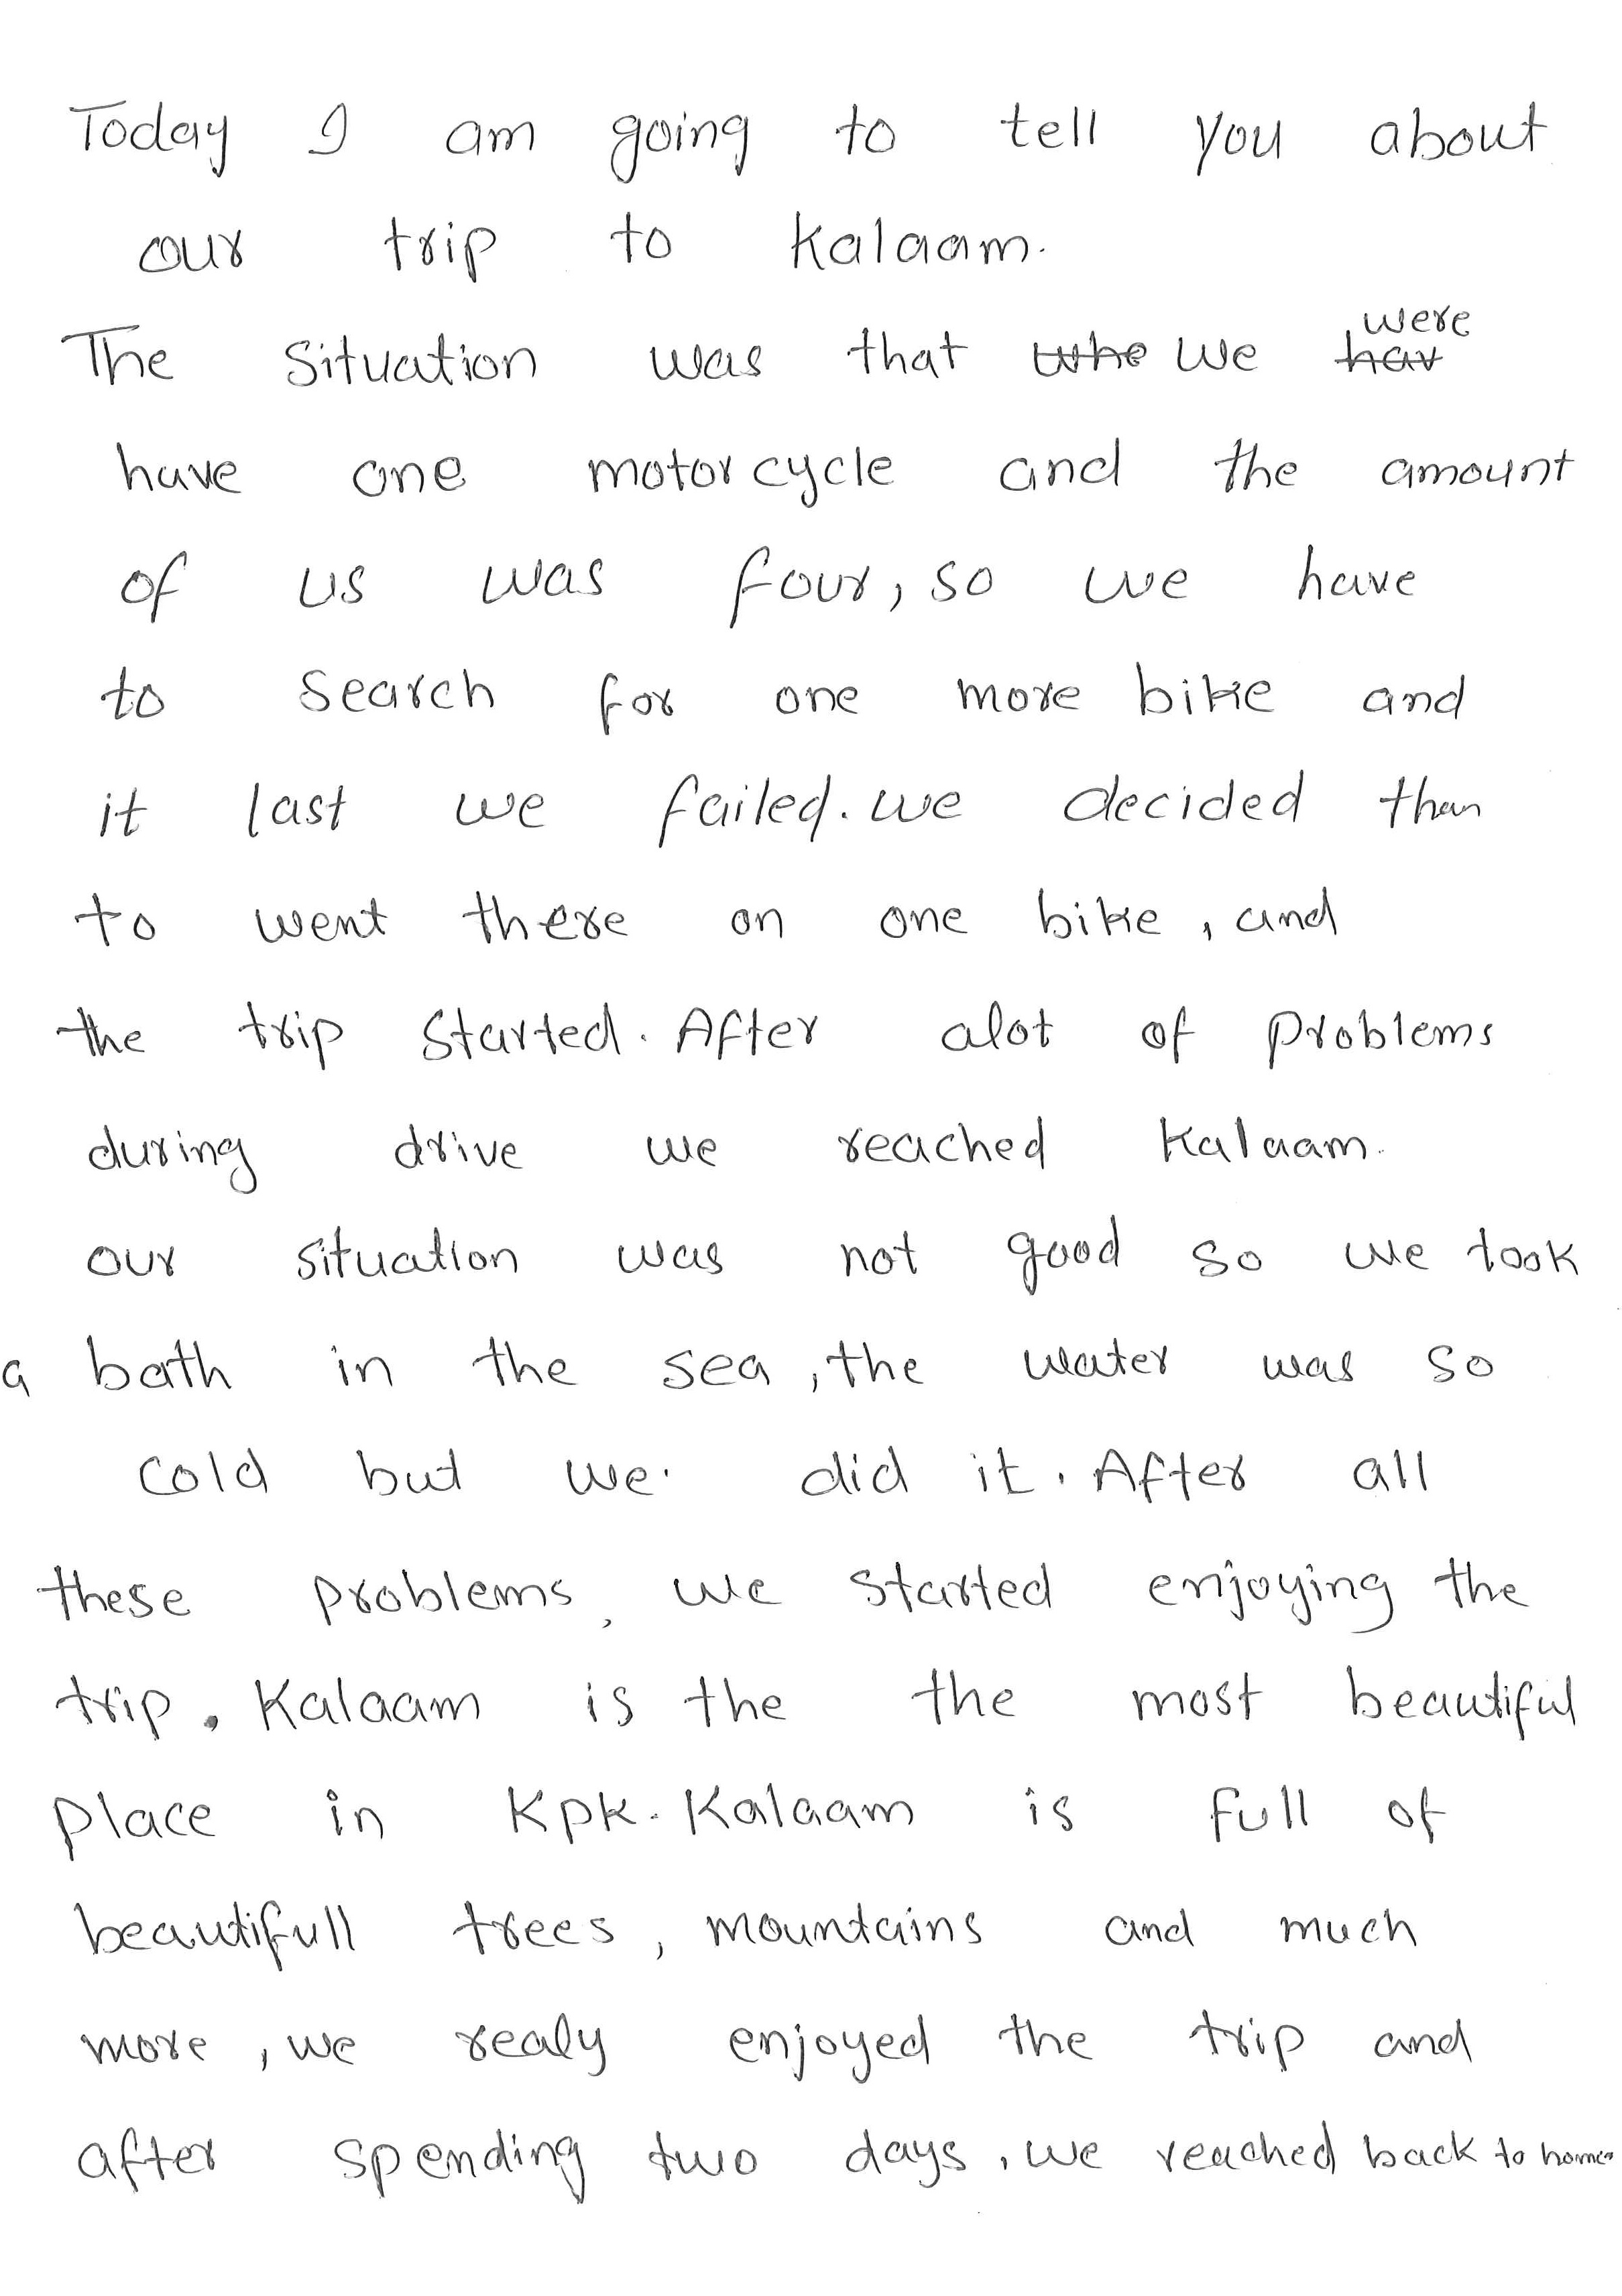 Today I am going to tell you about
our trip to Kalaam.
The situation was that who we hav were
have one motorcycle and the amount
of us was four, so we have
to search for one more bike and
it last we failed. we decided than
to went there on one bike, and
the trip started. After alot of problems
during drive we reached Kalaam.
our situation was not good so we took
a bath in the sea, the water was so
cold but we. did it. After all
these problems, we started enjoying the
trip. Kalaam is the the most beautiful
place in Kpk. Kalaam is full of
beautifull trees, mountains and much
more, we realy enjoyed the trip and
after spending two days, we reached back to home.